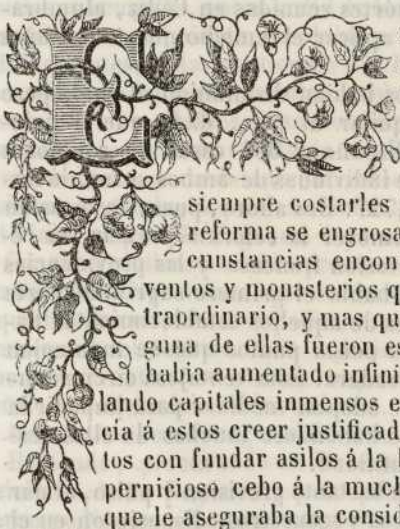 E
siempre costarles
reforma se engrosa
cunstancias encon
ventos y monasterios q
traordinario, y mas qu
guna de ellas fueron es
habia aumentado infini
lando capitales inmensos e
cia á estos creer justificad
tos con fundar asilos á la h
pernicioso cebo á la much
que le aseguraba la consid